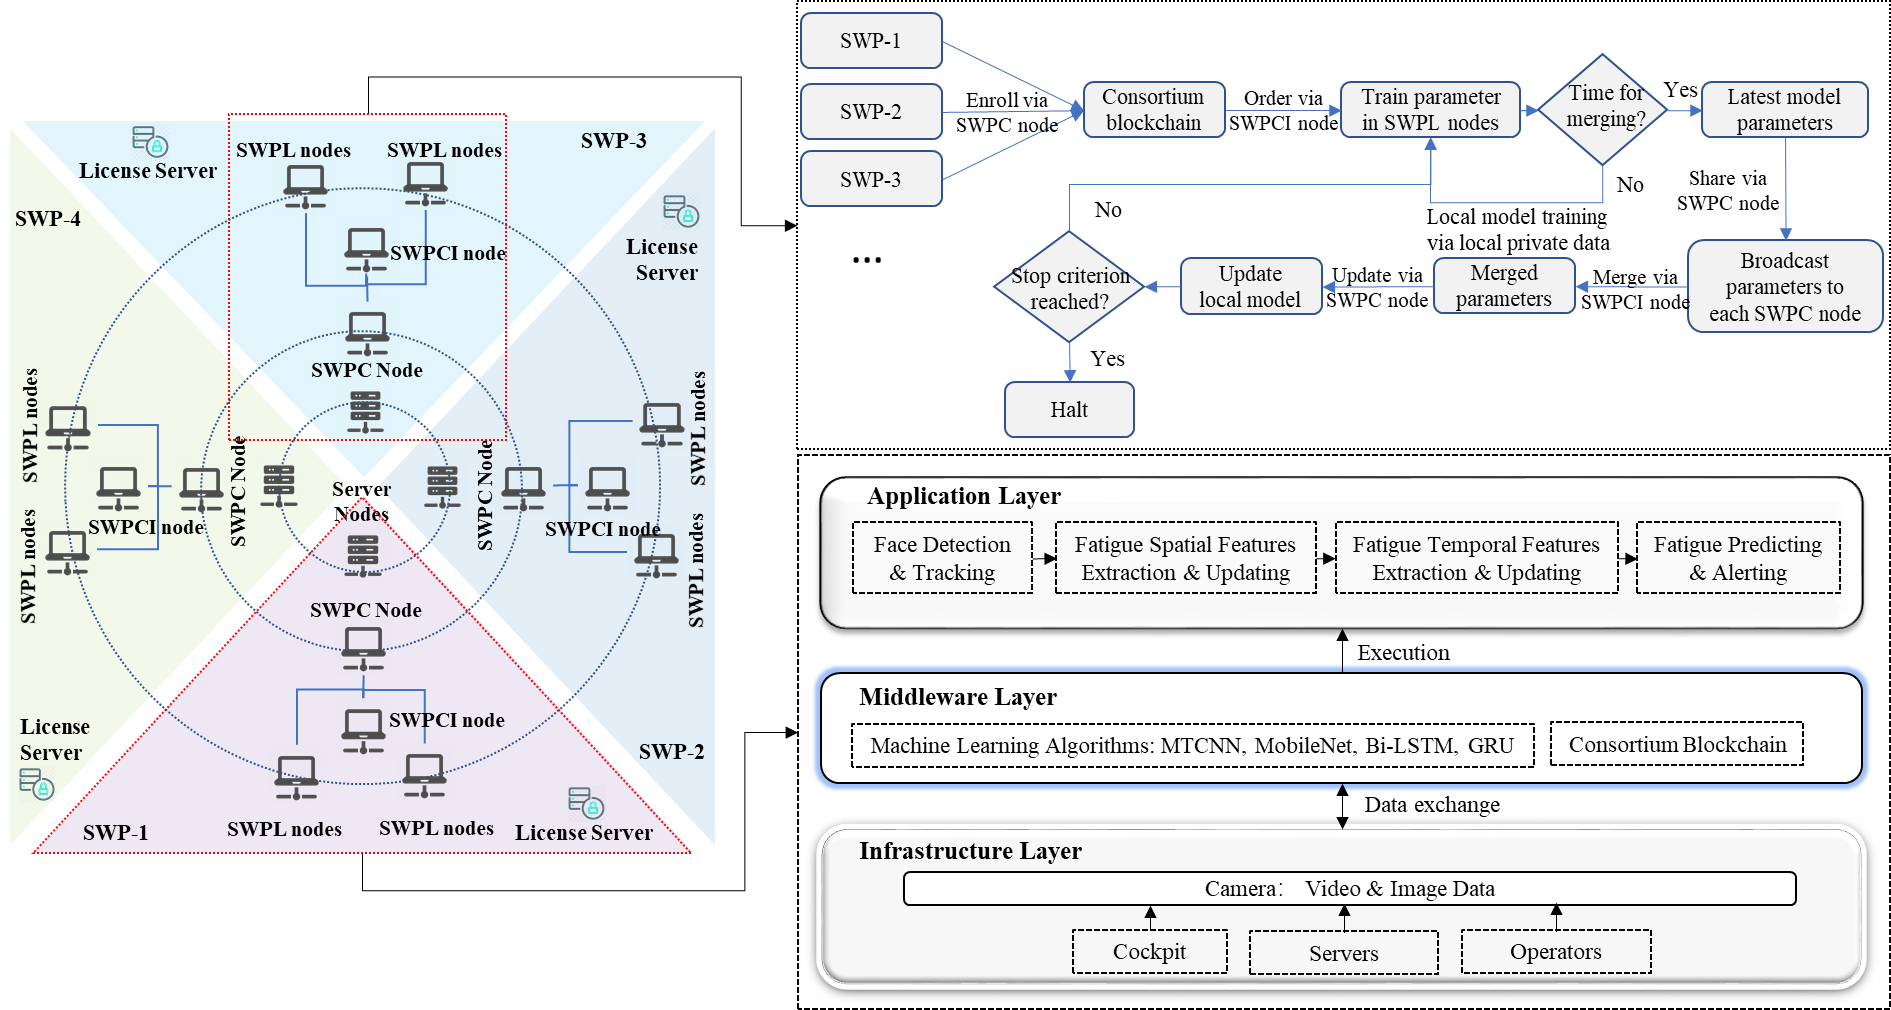 SWP-3
License Server
SWPL nodes
SWPL nodes
SWP-4
SWPCI node
License
Server
SWPC Node
SWPL nodes
SWPL nodes
SWPC Node
SWPC Node
Server
Nodes
SWPCI node
SWPCI node
SWPL nodes
SWPL nodes
SWPC Node
SWPCI node
License
Server
SWP-2
SWP-1
SWPL nodes
SWPL nodes
License Server
SWP-1
SWP-2
SWP-3
...
Enroll via
SWPC node
Consortium
blockchain
Order via
SWPCI node
Train parameter
in SWPL nodes
Time for
merging?
Yes
Latest model
parameters
No
Share via
SWPC node
Local model training
via local private data
No
Stop criterion
reached?
Update
local model
Update via
SWPC node
Merged
parameters
Merge via
SWPCI node
Broadcast
parameters to
each SWPC node
Yes
Halt
Application Layer
Face Detection
& Tracking
Fatigue Spatial Features
Extraction & Updating
Fatigue Temporal Features
Extraction & Updating
Fatigue Predicting
& Alerting
Execution
Middleware Layer
Machine Learning Algorithms: MTCNN, MobileNet, Bi-LSTM, GRU
Consortium Blockchain
Data exchange
Infrastructure Layer
Camera: Video & Image Data
Cockpit
Servers
Operators